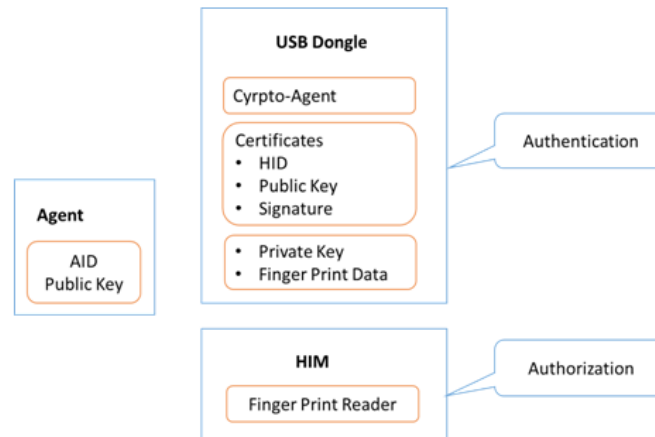 USB Dongle
Cyrpto-Agent
Certificates
• HID
• Public Key
• Signature
• Private Key
• Finger Print Data
Authentication
Agent
AID
Public Key
HIM
Finger Print Reader
Authorization